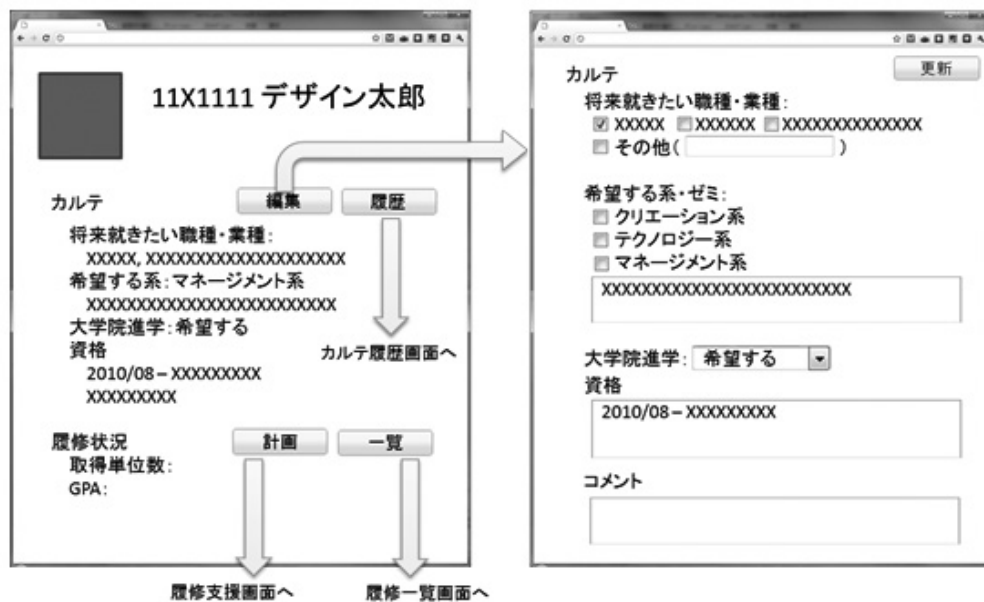 11X1111 デザイン太郎
カルテ
編集
履歴
将来就きたい職種・業種:
XXXXX, XXXXXXXXXXXXXXXXXXXX
希望する系:マネージメント系
XXXXXXXXXXXXXXXXXXXXXXXXX
大学院進学:希望する
資格
2010/08-XXXXXXXXX
XXXXXXXXX
カルテ履歴画面へ
履修状況
計画
一覧
取得単位数:
GPA:
履修支援画面へ
履修一覧画面へ
カルテ
更新
将来就きたい職種・業種:
XXXXX XXXXXX XXXXXXXXXXXXXX
その他( )
希望する系・ゼミ:
クリエーション系
テクノロジー系
マネージメント系
XXXXXXXXXXXXXXXXXXXXXXXXX
大学院進学: 希望する
資格
2010/08-XXXXXXXXX
コメント